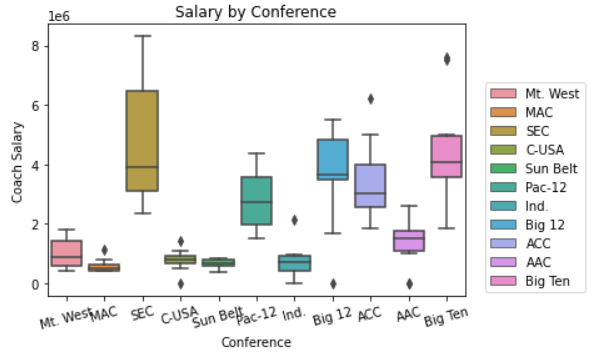 Salary by Conference
1e6
8
6
4
2
0
Coach Salary
Mt. West
MAC
SEC
C-USA
Sun Belt
Pac-12
Ind.
Big 12
ACC
AAC
Big Ten
Conference
Mt. West
MAC
SEC
C-USA
Sun Belt
Pac-12
Ind.
Big 12
ACC
AAC
Big Ten